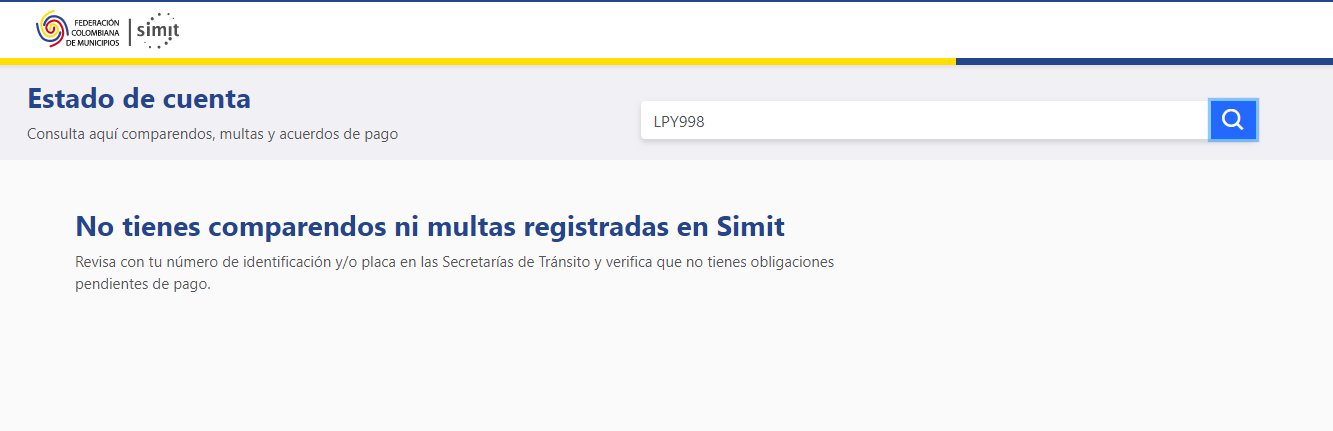 FEDERACIÓN
COLOMBIANA
DE MUNICIPIOS
simit
Estado de cuenta
Consulta aquí comparendos, multas y acuerdos de pago
LPY998
No tienes comparendos ni multas registradas en Simit
Revisa con tu número de identificación y/o placa en las Secretarías de Tránsito y verifica que no tienes obligaciones
pendientes de pago.